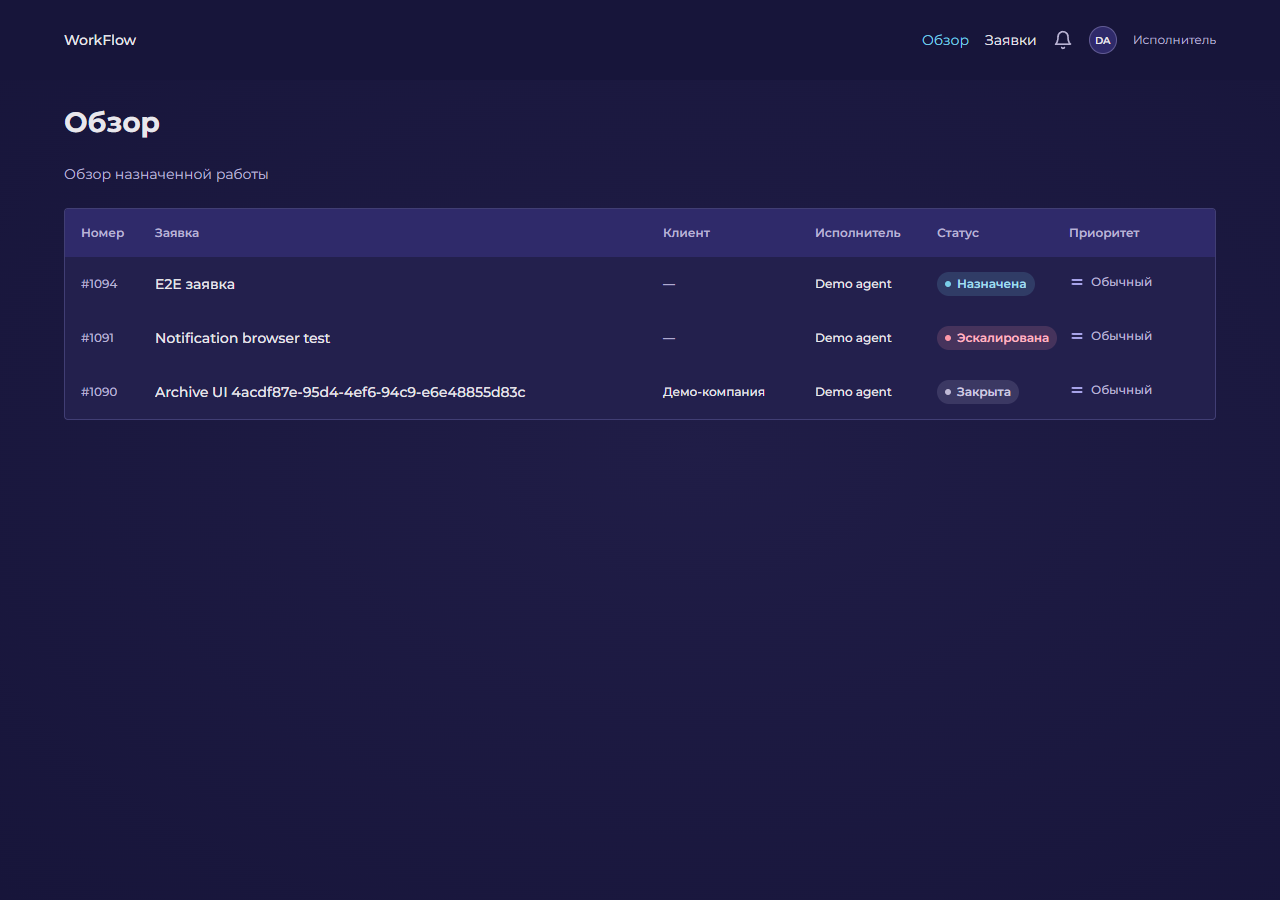 WorkFlow Обзор Заявки DA Исполнитель
Обзор
Обзор назначенной работы
Номер Заявка Клиент Исполнитель Статус Приоритет
#1094 E2E заявка — Demo agent Назначена Обычный
#1091 Notification browser test — Demo agent Эскалирована Обычный
#1090 Archive UI 4acdf87e-95d4-4ef6-94c9-e6e48855d83c Демо-компания Demo agent Закрыта Обычный